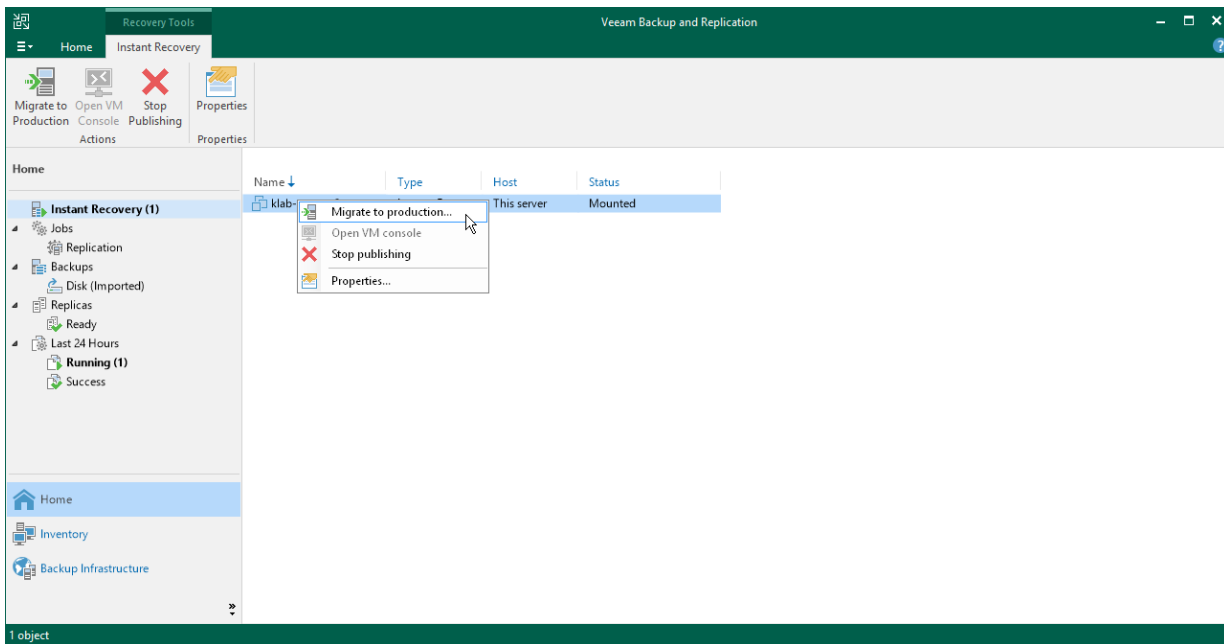 Recovery Tools
Veeam Backup and Replication
Home Instant Recovery
Migrate to Production
Open VM Console
Stop Publishing
Properties
Actions
Properties
Home
Name Type Host Status
Instant Recovery (1)
klab- This server Mounted
Migrate to production...
Open VM console
Stop publishing
Properties...
Jobs
Replication
Backups
Disk (Imported)
Replicas
Ready
Last 24 Hours
Running (1)
Success
Home
Inventory
Backup Infrastructure
1 object